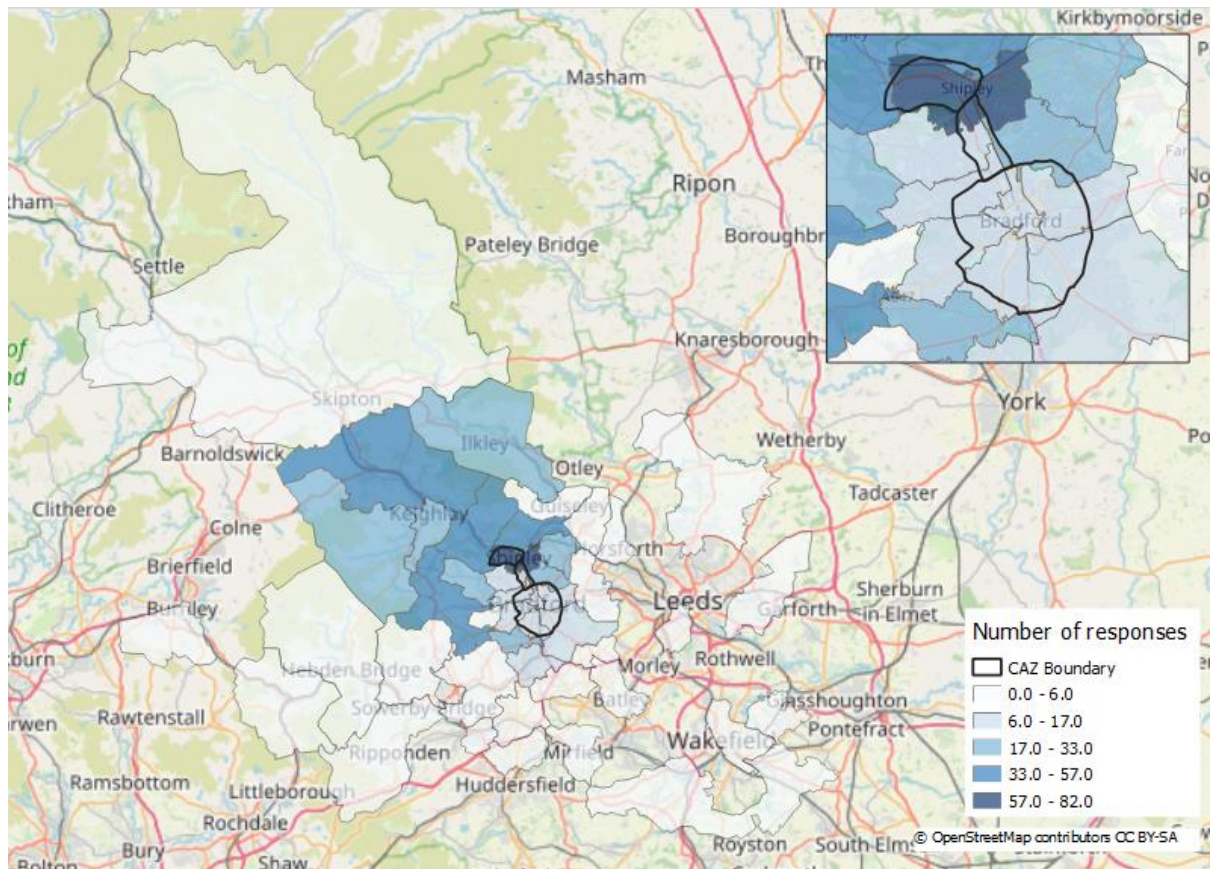 Kirkbymoorside
Masham
Ripon
Pateley Bridge
Boroughbr
Settle
xham
Knaresborough
York
Skipton
Wetherby
Ilkley
Otley
Barnoldswick
Guiseley
Tadcaster
Clitheroe
Colne
Keighley
Horsforth
Brierfield
Shipley
Burnley
Bradford
Leeds
Garforth
Sherburn
in Elmet
Hebden Bridge
Morley
Rothwell
Rawtenstall
Sowerby Bridge
Batley
Glasshoughton
Pontefract
Ripponden
Mirfield
Wakefield
Ramsbottom
Littleborough
Huddersfield
Rochdale
Bury
Shaw
Bolton
Royston
South Elms
Shipley
Bradford
Number of responses
CAZ Boundary
0.0 - 6.0
6.0 - 17.0
17.0 - 33.0
33.0 - 57.0
57.0 - 82.0
© OpenStreetMap contributors CC BY-SA